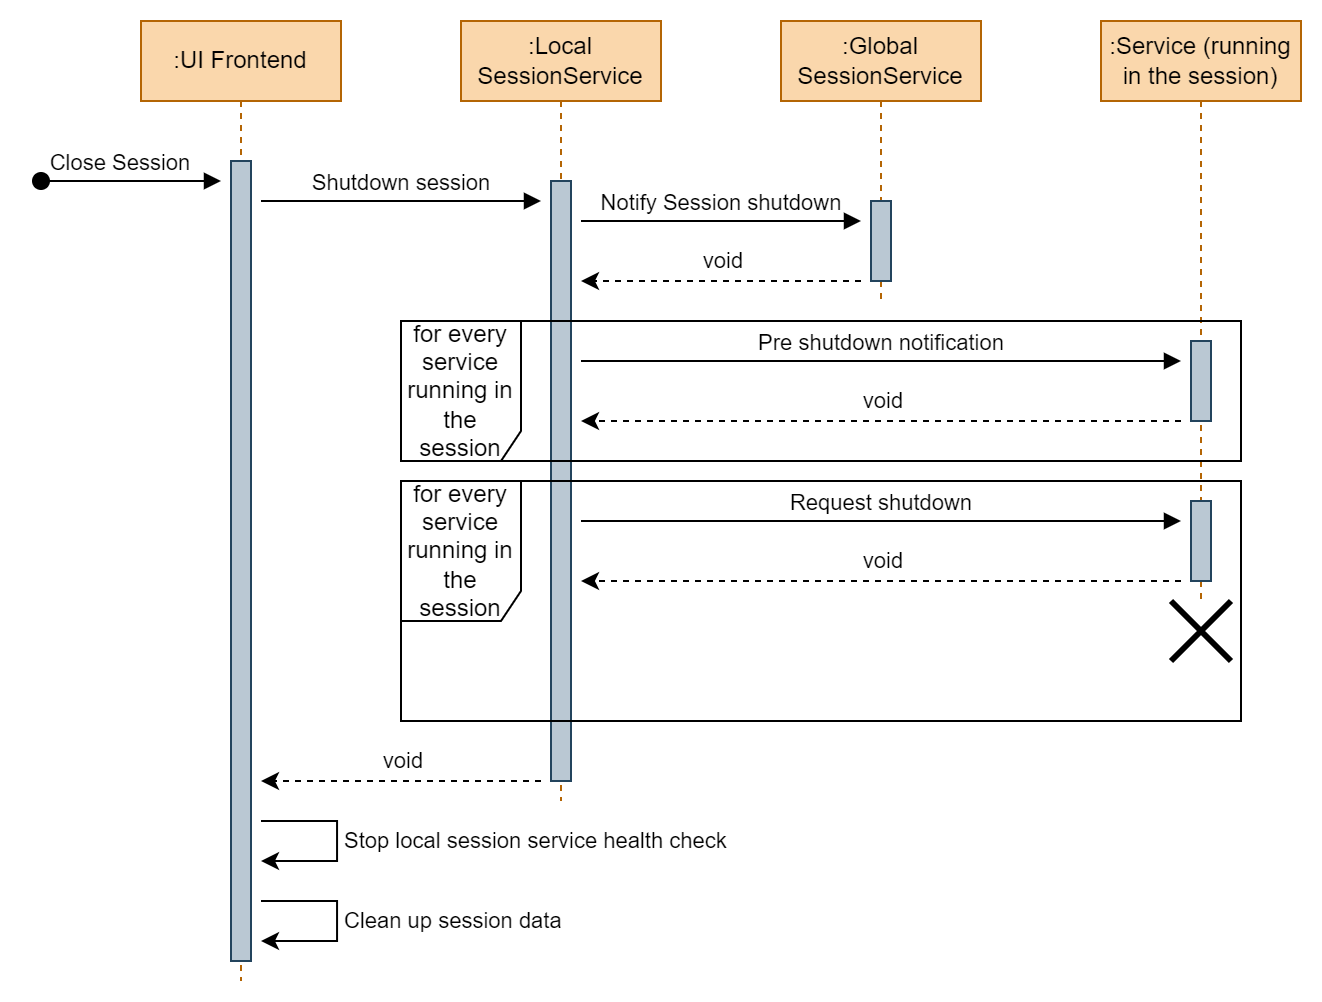 :UI Frontend
:Local
SessionService
:Global
SessionService
:Service (running
in the session)
Close Session
Shutdown session
Notify Session shutdown
void
for every
service
running in
the
session
Pre shutdown notification
void
for every
service
running in
the
session
Request shutdown
void
void
Stop local session service health check
Clean up session data